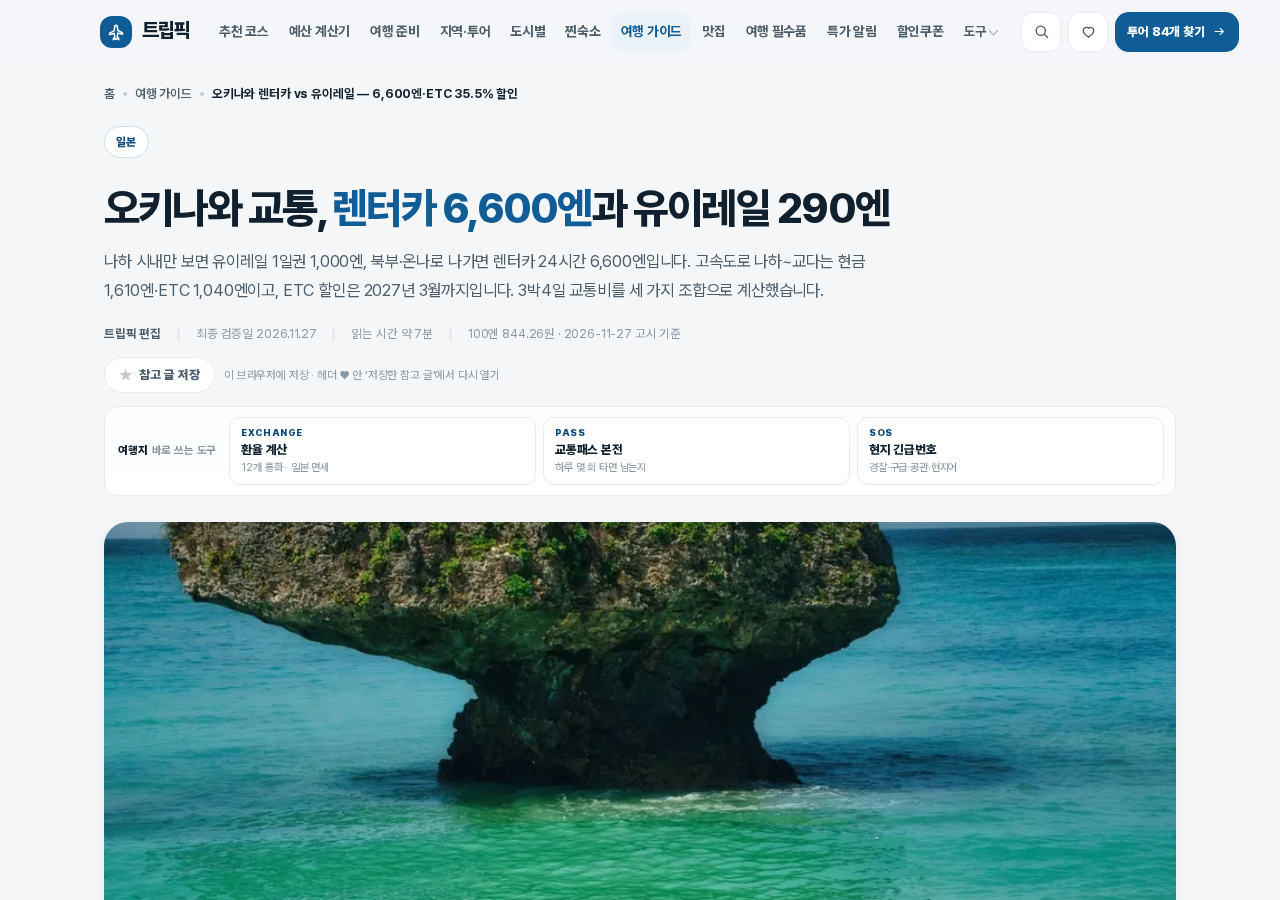 트립픽
추천 코스 예산 계산기 여행 준비 지역·투어 도시별 찐숙소 여행 가이드 맛집 여행 필수품 특가 알림 할인쿠폰 도구
투어 84개 찾기 →
홈 • 여행 가이드 • 오키나와 렌터카 vs 유이레일 — 6,600엔·ETC 35.5% 할인
일본
오키나와 교통, 렌터카 6,600엔과 유이레일 290엔
나하 시내만 보면 유이레일 1일권 1,000엔, 북부·온나로 나가면 렌터카 24시간 6,600엔입니다. 고속도로 나하~교다는 현금
1,610엔·ETC 1,040엔이고, ETC 할인은 2027년 3월까지입니다. 3박4일 교통비를 세 가지 조합으로 계산했습니다.
트립픽 편집 최종 검증일 2026.11.27 읽는 시간 약 7분 100엔 844.26원 · 2026-11-27 고시 기준
★ 참고 글 저장 이 브라우저에 저장 · 헤더 ♥ 안 '저장한 참고 글'에서 다시 열기
여행지 바로 쓰는 도구
EXCHANGE
환율 계산
12개 통화 · 일본 면세
PASS
교통패스 본전
하루 몇 회 타면 남는지
SOS
현지 긴급번호
경찰·구급·공관·현지어